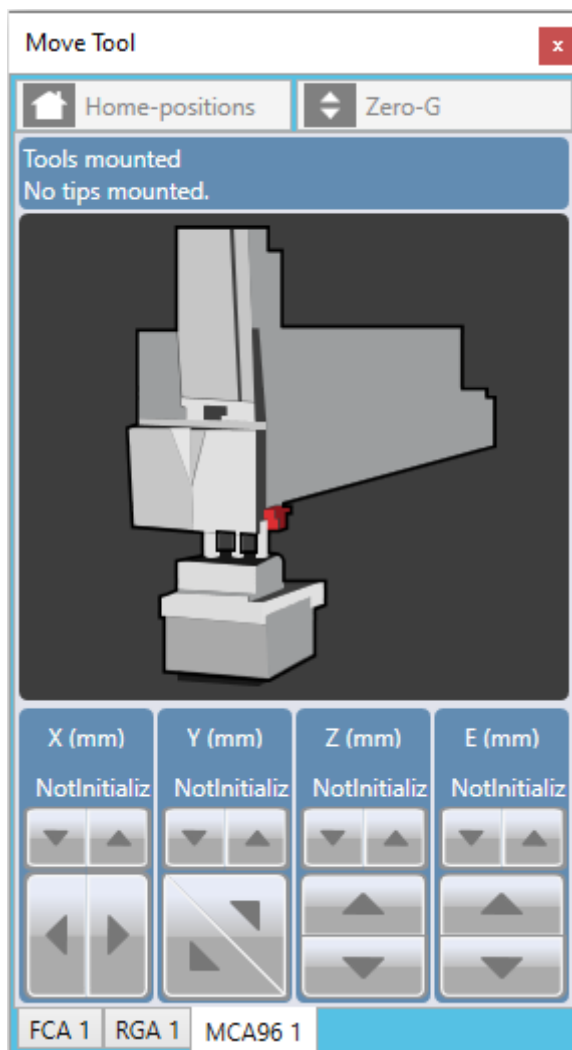 Move Tool
x
Home-positions
Zero-G
Tools mounted
No tips mounted.
X (mm)
Y (mm)
Z (mm)
E (mm)
NotInitializ
NotInitializ
NotInitializ
NotInitializ
FCA 1
RGA 1
MCA96 1